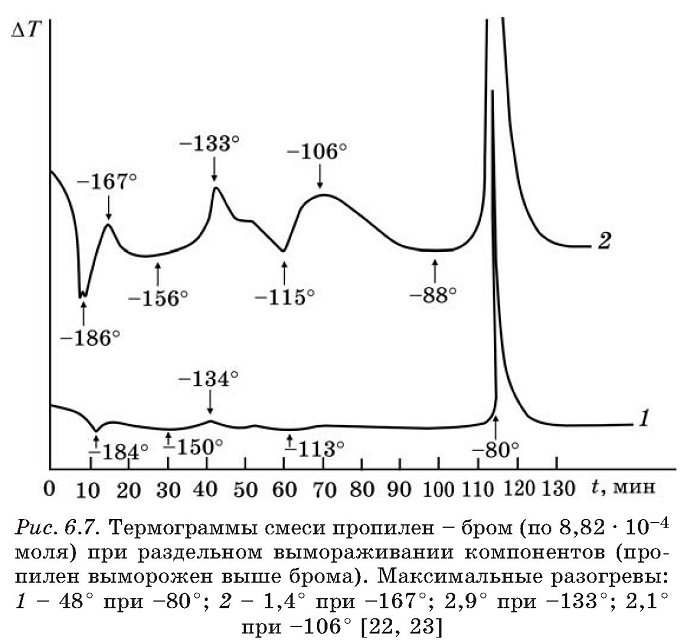 ΔT
−133°
−106°
−167°
2
−156°
−115°
−88°
−186°
−134°
1
−184°
−150°
−113°
−80°
0 10 20 30 40 50 60 70 80 90 100 110 120 130 t, мин
Рис. 6.7. Термограммы смеси пропилен – бром (по 8,82 · 10⁻⁴
моля) при раздельном вымораживании компонентов (про-
пилен выморожен выше брома). Максимальные разогревы:
1 – 48° при −80°; 2 – 1,4° при −167°; 2,9° при −133°; 2,1°
при −106° [22, 23]